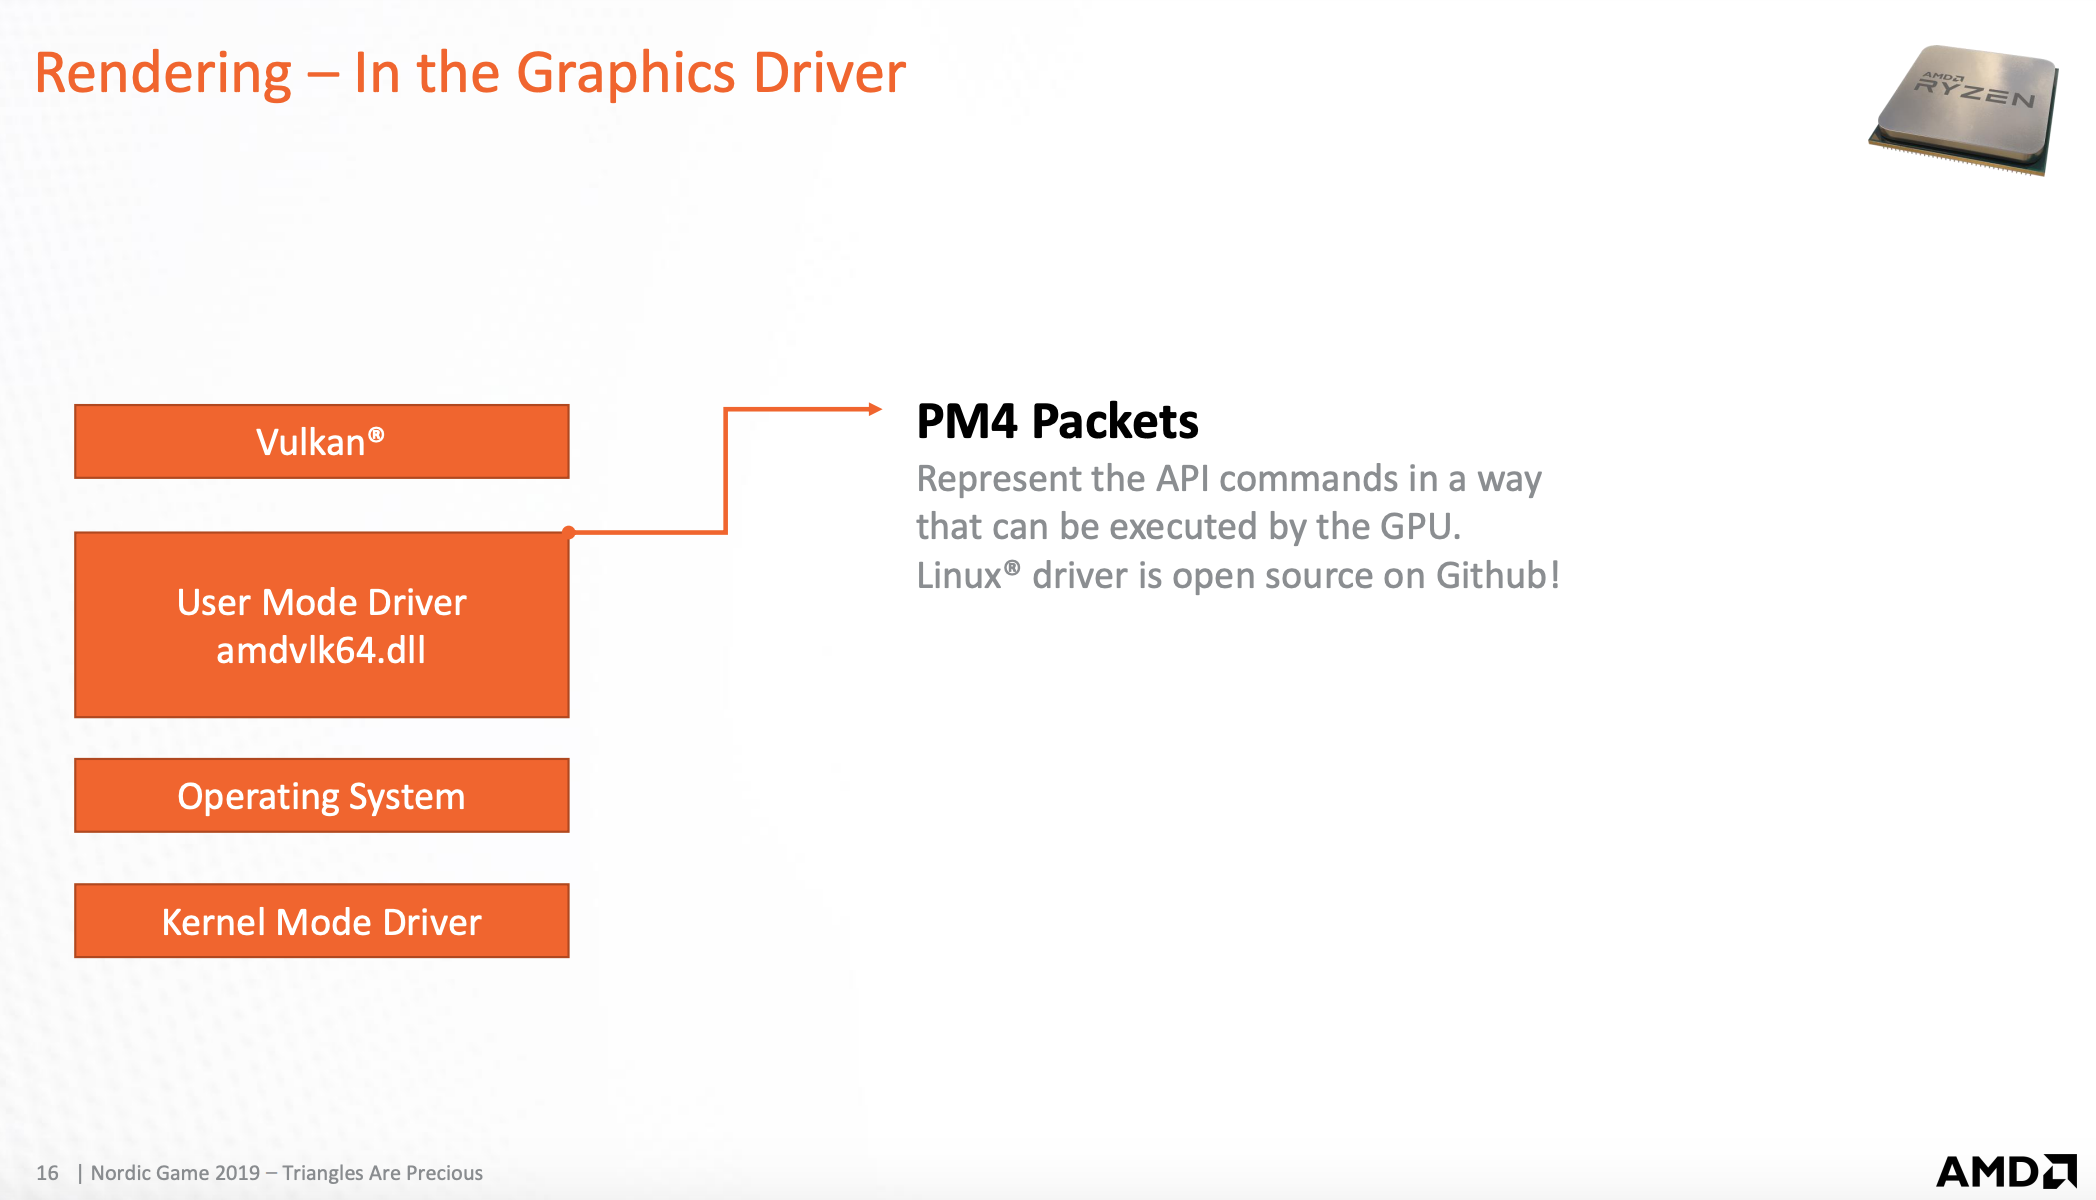 Rendering – In the Graphics Driver
AMD
RYZEN
Vulkan®
User Mode Driver
amdvlk64.dll
Operating System
Kernel Mode Driver
PM4 Packets
Represent the API commands in a way
that can be executed by the GPU.
Linux® driver is open source on Github!
16 | Nordic Game 2019 – Triangles Are Precious
AMD